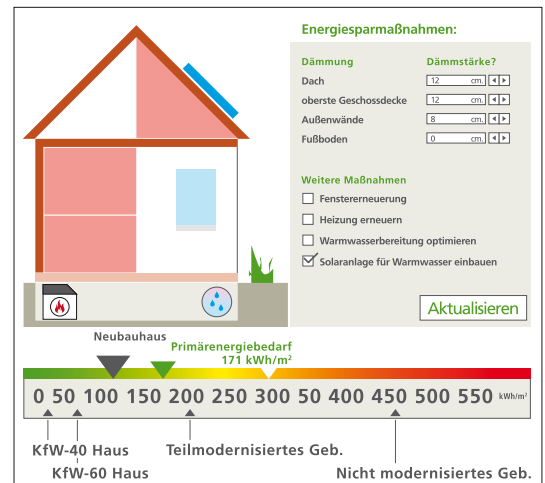 Energiesparmaßnahmen:
Dämmung Dämmstärke?
Dach 12 cm.
oberste Geschossdecke 12 cm.
Außenwände 8 cm.
Fußboden 0 cm.
Weitere Maßnahmen
Fenstererneuerung
Heizung erneuern
Warmwasserbereitung optimieren
Solaranlage für Warmwasser einbauen
Aktualisieren
Neubauhaus
Primärenergiebedarf
171 kWh/m²
0 50 100 150 200 250 300 50 400 450 500 550 kWh/m²
KfW-40 Haus Teilmodernisiertes Geb.
KfW-60 Haus Nicht modernisiertes Geb.